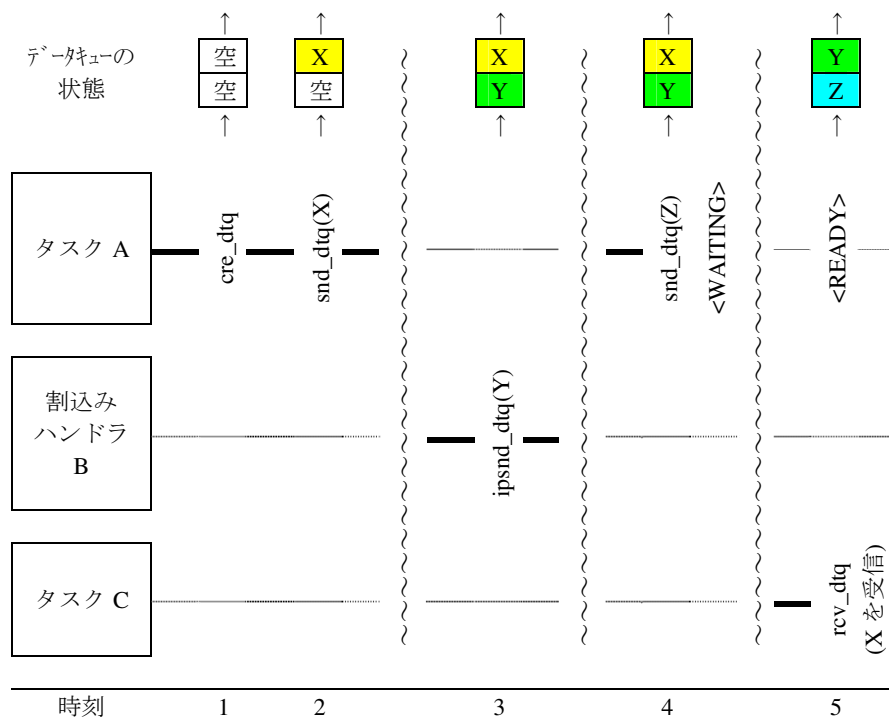 データキューの
状態
空
空
X
空
X
Y
X
Y
Y
Z
タスク A
cre_dtq
snd_dtq(X)
snd_dtq(Z)
<WAITING>
<READY>
割込み
ハンドラ
B
ipsnd_dtq(Y)
タスク C
rcv_dtq
(X を受信)
時刻 1 2 3 4 5